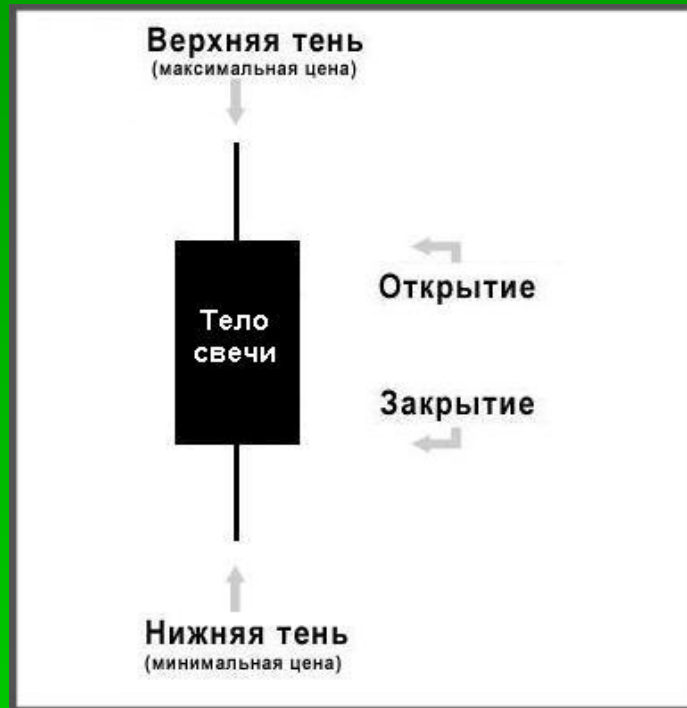 Верхняя тень
(максимальная цена)
Открытие
Тело
свечи
Закрытие
Нижняя тень
(минимальная цена)